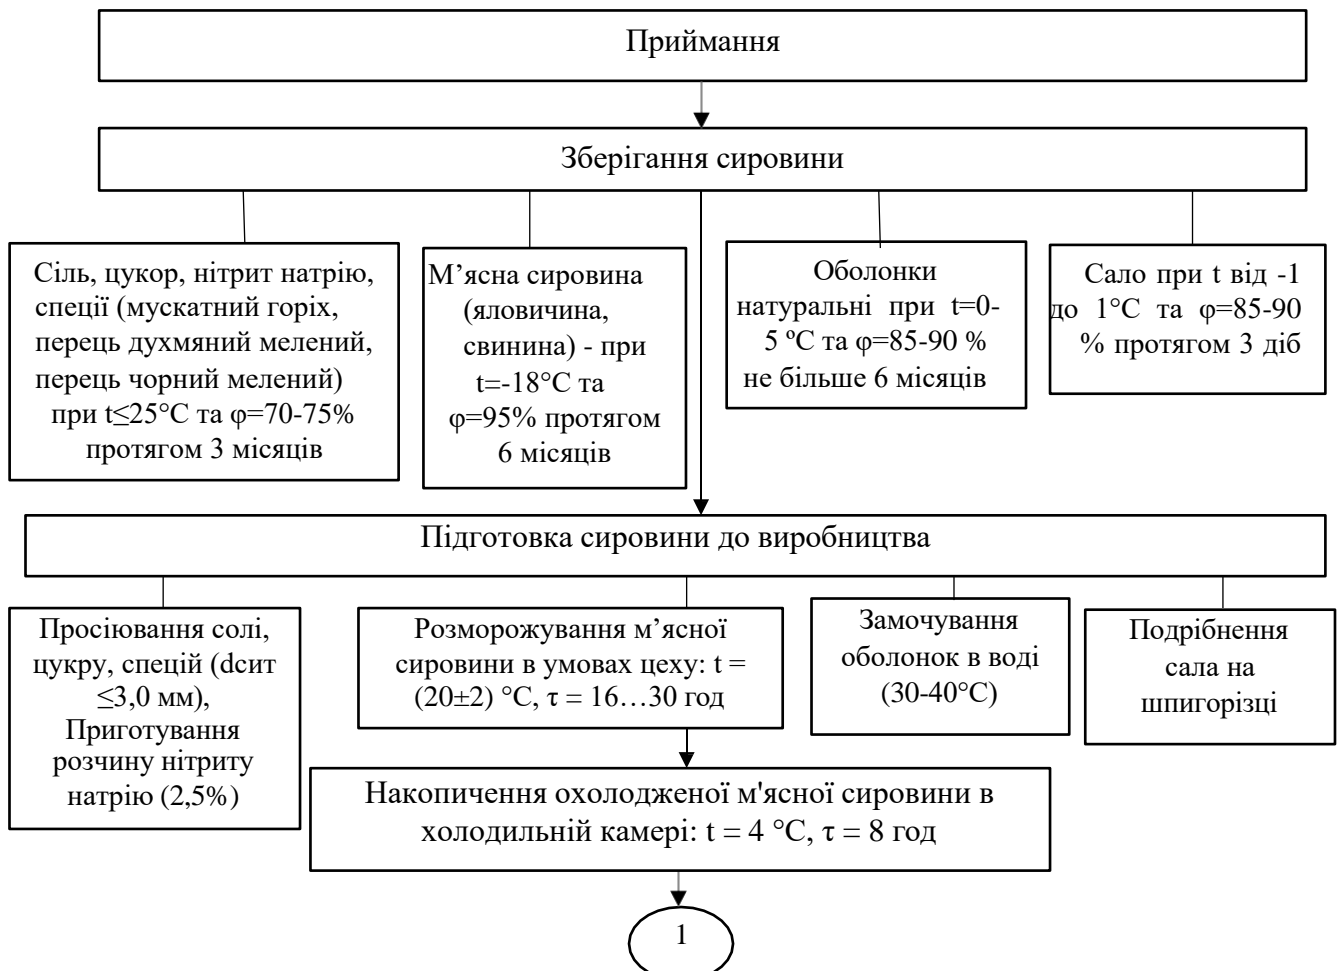 Приймання
Зберігання сировини
Сіль, цукор, нітрит натрію,
спеції (мускатний горіх,
перець духмяний мелений,
перець чорний мелений)
при t≤25°C та φ=70-75%
протягом 3 місяців
М’ясна сировина
(яловичина,
свинина) - при
t=-18°C та
φ=95% протягом
6 місяців
Оболонки
натуральні при t=0-
5 ºC та φ=85-90 %
не більше 6 місяців
Сало при t від -1
до 1°C та φ=85-90
% протягом 3 діб
Підготовка сировини до виробництва
Просіювання солі,
цукру, спецій (dсит
≤3,0 мм),
Приготування
розчину нітриту
натрію (2,5%)
Розморожування м’ясної
сировини в умовах цеху: t =
(20±2) °C, τ = 16…30 год
Замочування
оболонок в воді
(30-40°C)
Подрібнення
сала на
шпигорізці
Накопичення охолодженої м'ясної сировини в
холодильній камері: t = 4 °C, τ = 8 год
1